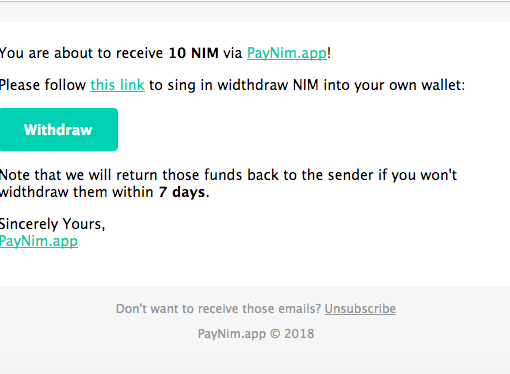 You are about to receive 10 NIM via PayNim.app!
Please follow this link to sing in widthdraw NIM into your own wallet:
Withdraw
Note that we will return those funds back to the sender if you won't
widthdraw them within 7 days.
Sincerely Yours,
PayNim.app
Don't want to receive those emails? Unsubscribe
PayNim.app © 2018